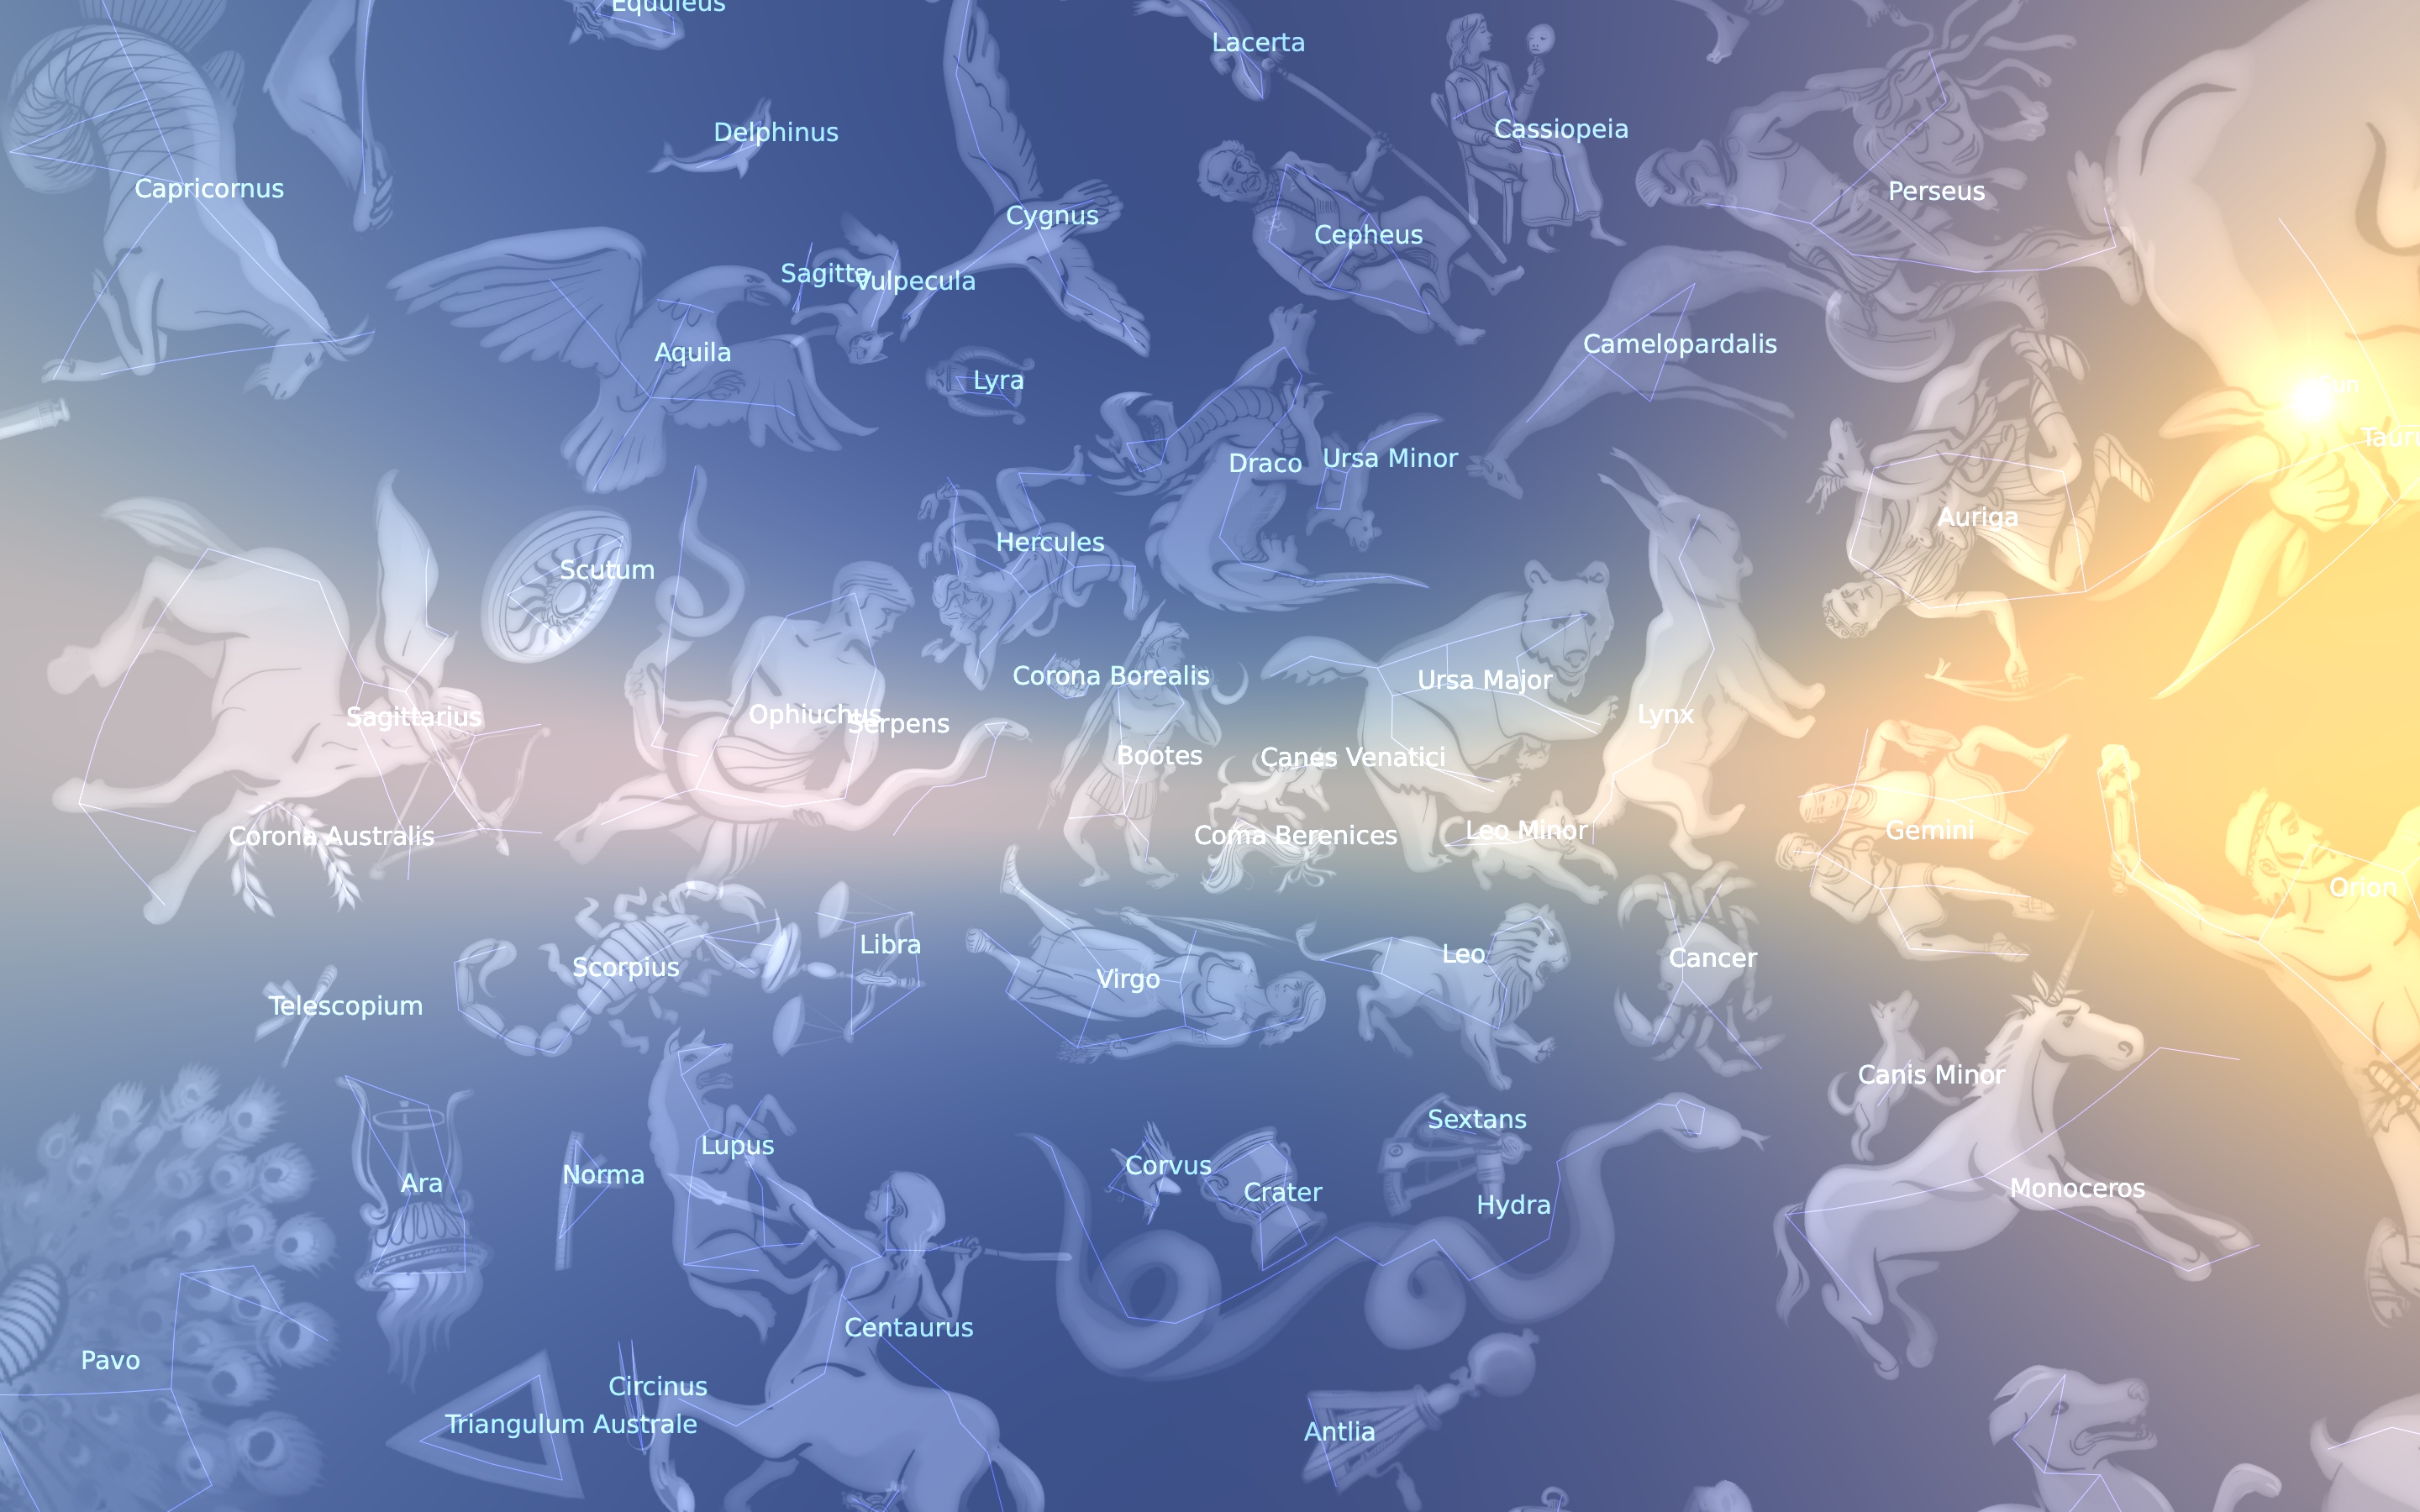 Equuleus
Lacerta
Delphinus
Cassiopeia
Capricornus
Perseus
Cygnus
Cepheus
Sagitta
Vulpecula
Camelopardalis
Aquila
Lyra
Sun
Taurus
Draco
Ursa Minor
Auriga
Hercules
Scutum
Corona Borealis
Ursa Major
Sagittarius
Ophiuchus
Serpens
Lynx
Bootes
Canes Venatici
Corona Australis
Coma Berenices
Leo Minor
Gemini
Orion
Libra
Leo
Cancer
Scorpius
Virgo
Telescopium
Canis Minor
Sextans
Lupus
Corvus
Norma
Ara
Crater
Hydra
Monoceros
Centaurus
Pavo
Circinus
Triangulum Australe
Antlia